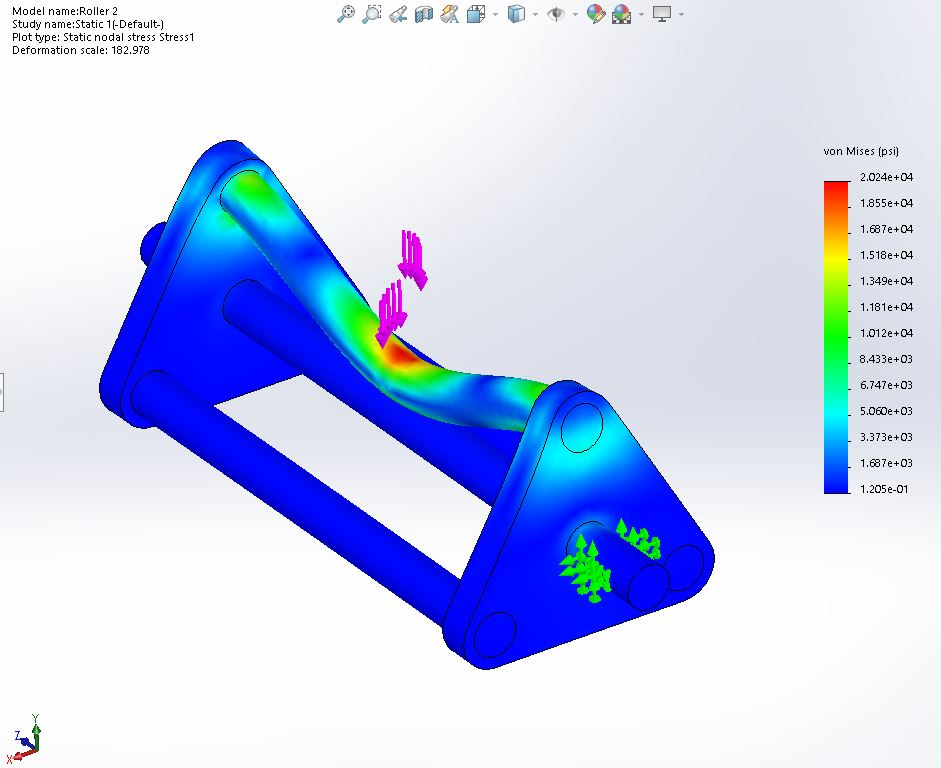 Model name:Roller 2
Study name:Static 1(-Default-)
Plot type: Static nodal stress Stress1
Deformation scale: 182.978
von Mises (psi)
2.024e+04
1.855e+04
1.687e+04
1.518e+04
1.349e+04
1.181e+04
1.012e+04
8.433e+03
6.747e+03
5.060e+03
3.373e+03
1.687e+03
1.205e-01
Y
Z
X